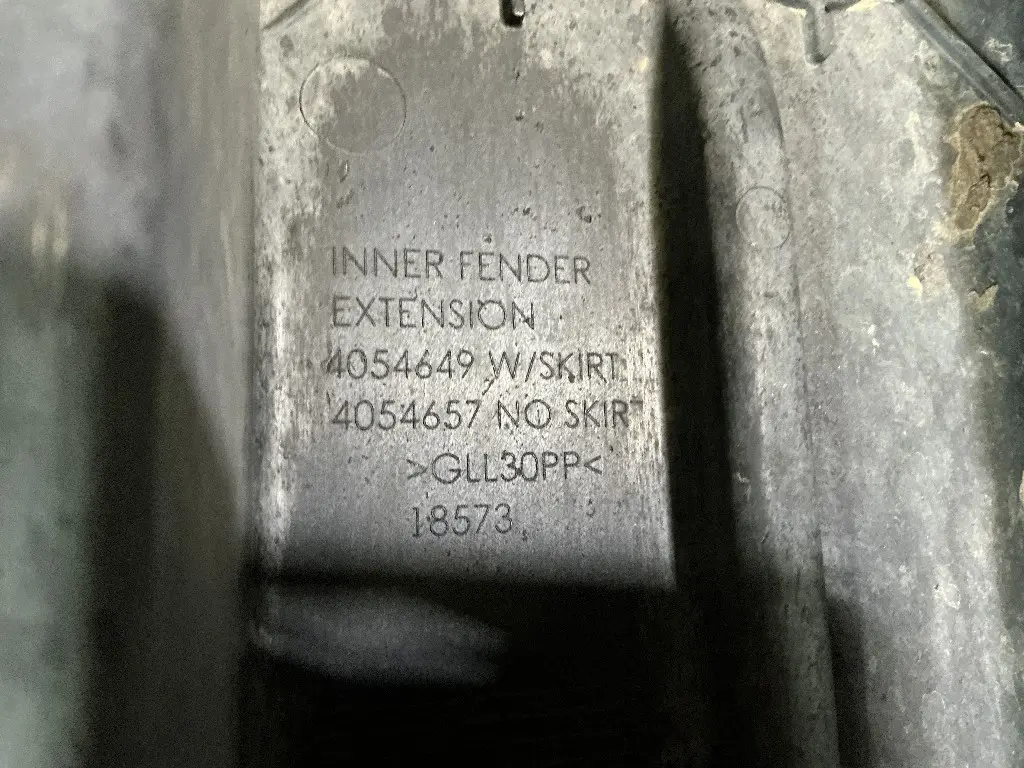 INNER FENDER
EXTENSION
4054649 W/SKIRT
4054657 NO SKIRT
>GLL30PP<
18573